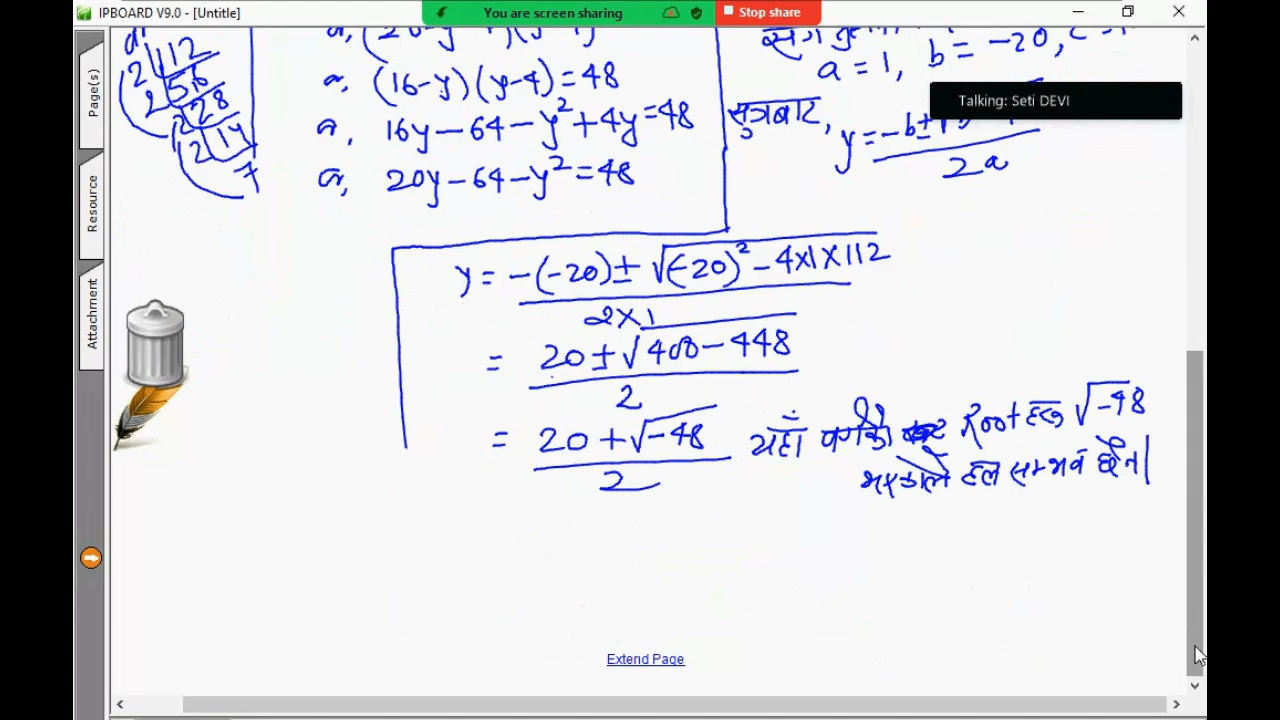 IPBOARD V9.0 - [Untitle]
You are screen sharing
Stop share
Page(s)
Resource
Attachment
2 112
2 56
2 28
2 14
7
(16-y)(y-4)=48
16y-64-y²+4y=48
20y-64-y²=48
a=1, b=-20,
Talking: Seti DEVI
सूत्रबाट,
2a
y = -(-20)±√(-20)²-4×1×112
2×1
= 20±√400-448
2
= 20+√-48
2
यहाँ Root √-48
हल सम्भव छैन।
Extend Page